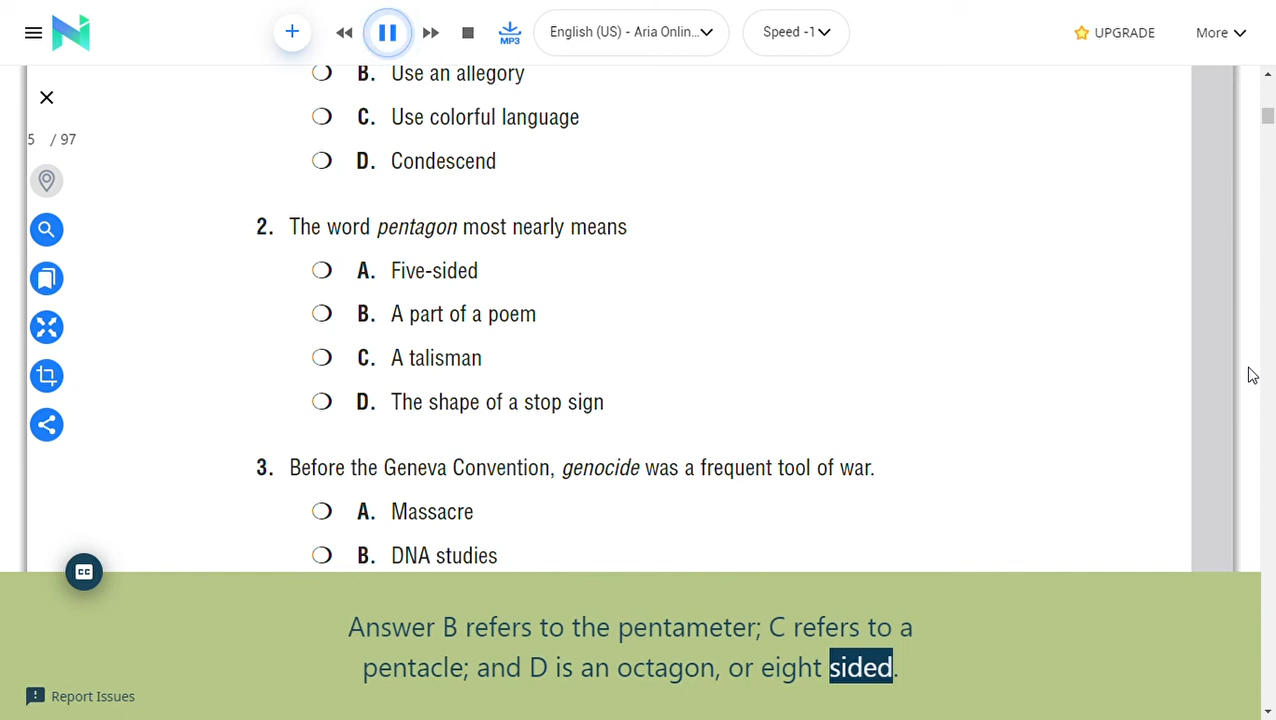 MP3
English (US) - Aria Onlin...
Speed -1
UPGRADE
More
5 / 97
B. Use an allegory
C. Use colorful language
D. Condescend
2. The word pentagon most nearly means
A. Five-sided
B. A part of a poem
C. A talisman
D. The shape of a stop sign
3. Before the Geneva Convention, genocide was a frequent tool of war.
A. Massacre
B. DNA studies
CC
Answer B refers to the pentameter; C refers to a
pentacle; and D is an octagon, or eight sided.
Report Issues